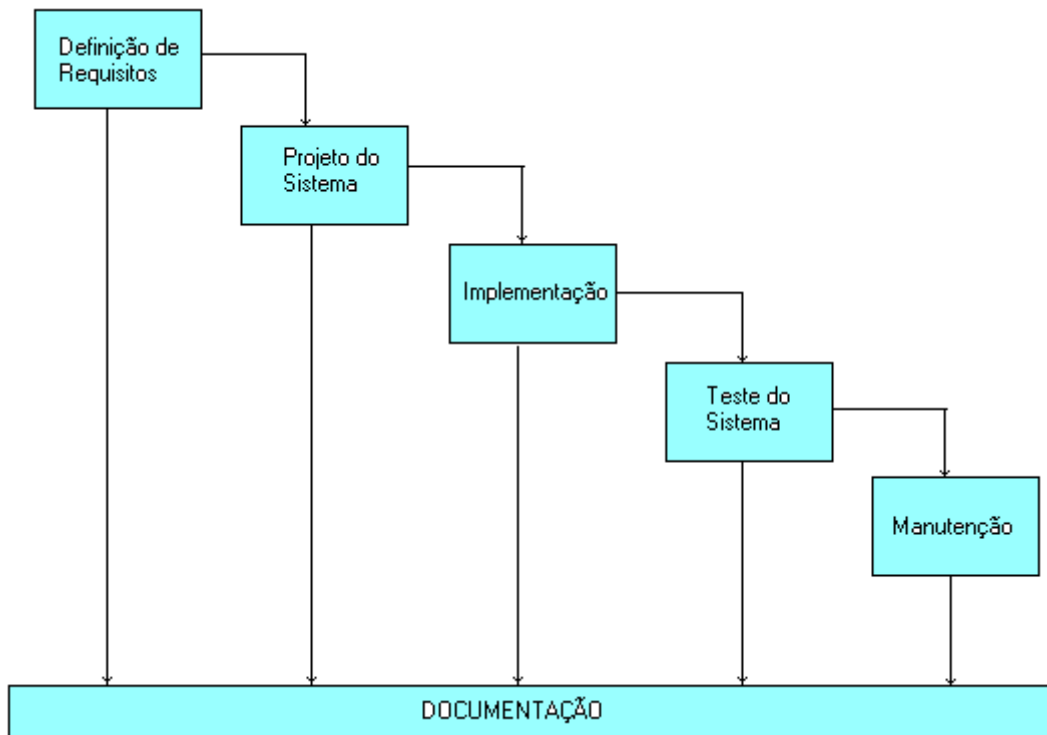 Definição de
Requisitos
Projeto do
Sistema
Implementação
Teste do
Sistema
Manutenção
DOCUMENTAÇÃO